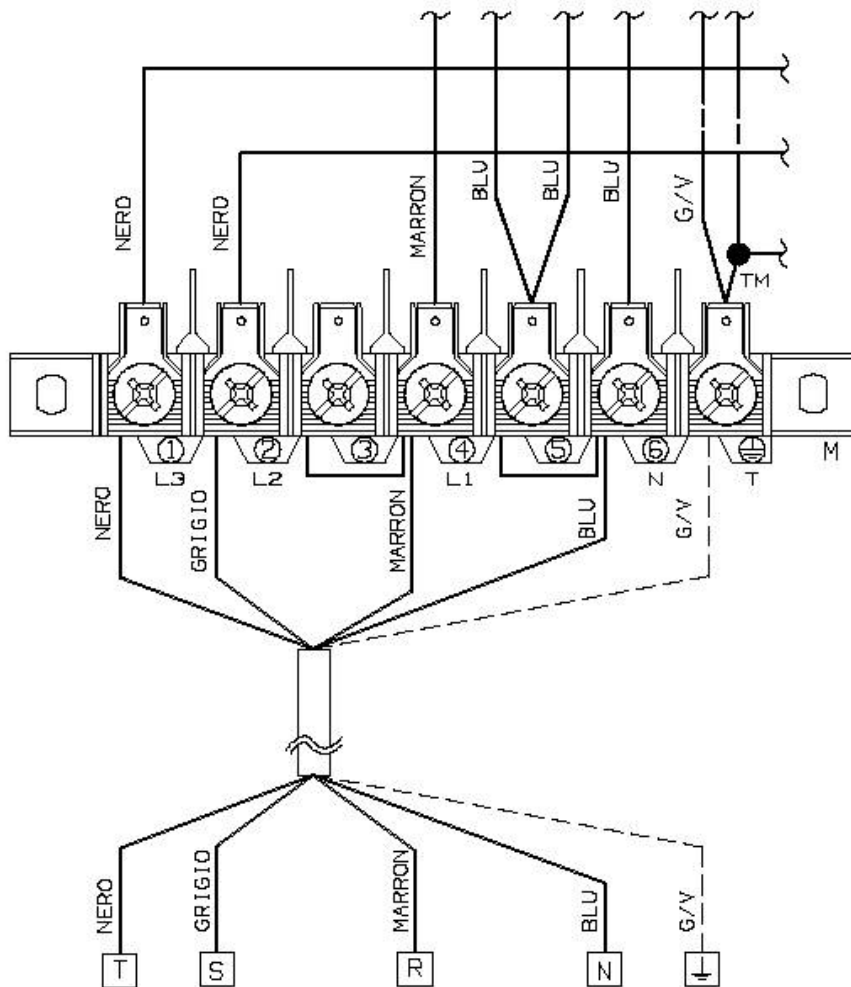 NERO
NERO
MARRON
BLU
BLU
BLU
G/V
TM
1 2 3 4 5 6 M
L3 L2 L1 N T
NERO
GRIGIO
MARRON
BLU
G/V
NERO
GRIGIO
MARRON
BLU
G/V
T S R N